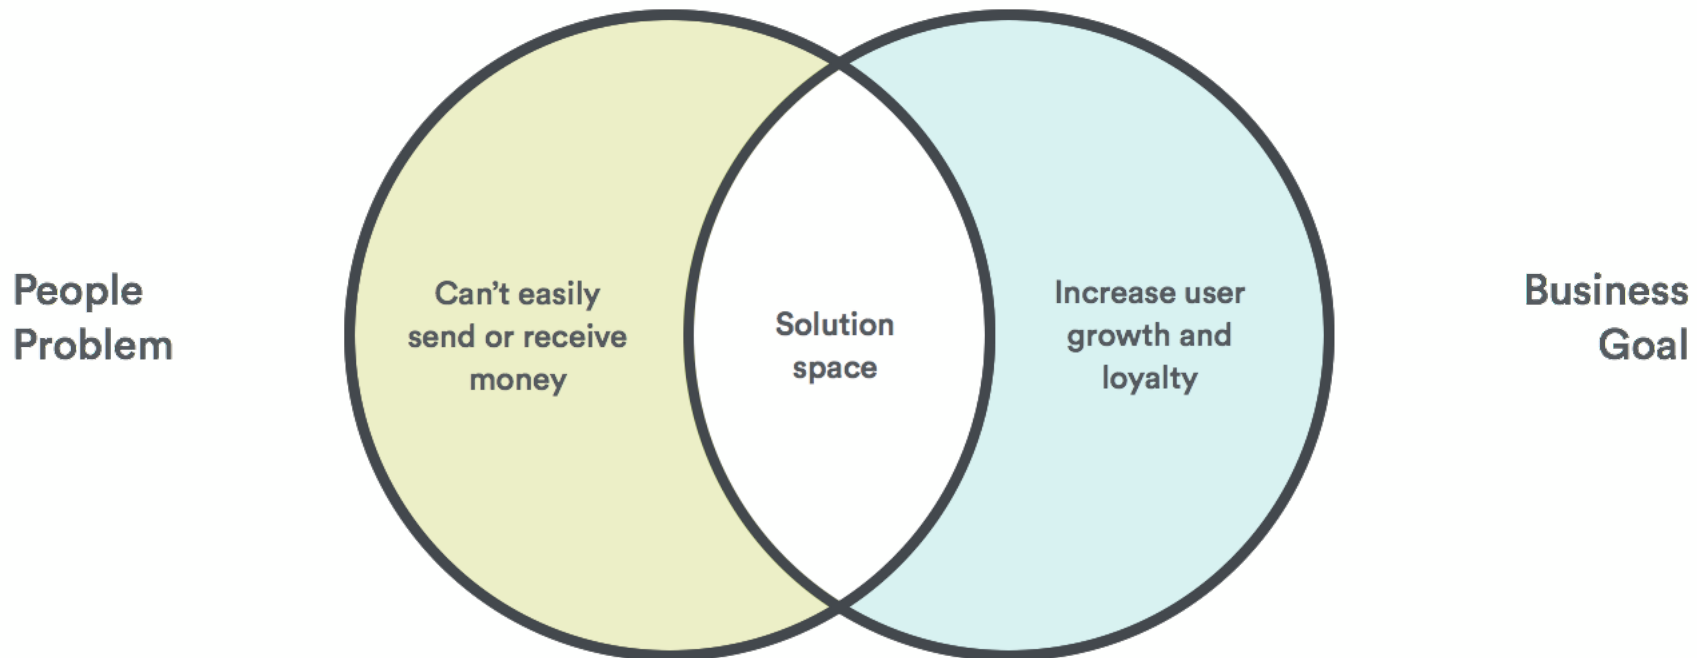 People
Problem
Can’t easily
send or receive
money
Solution
space
Increase user
growth and
loyalty
Business
Goal